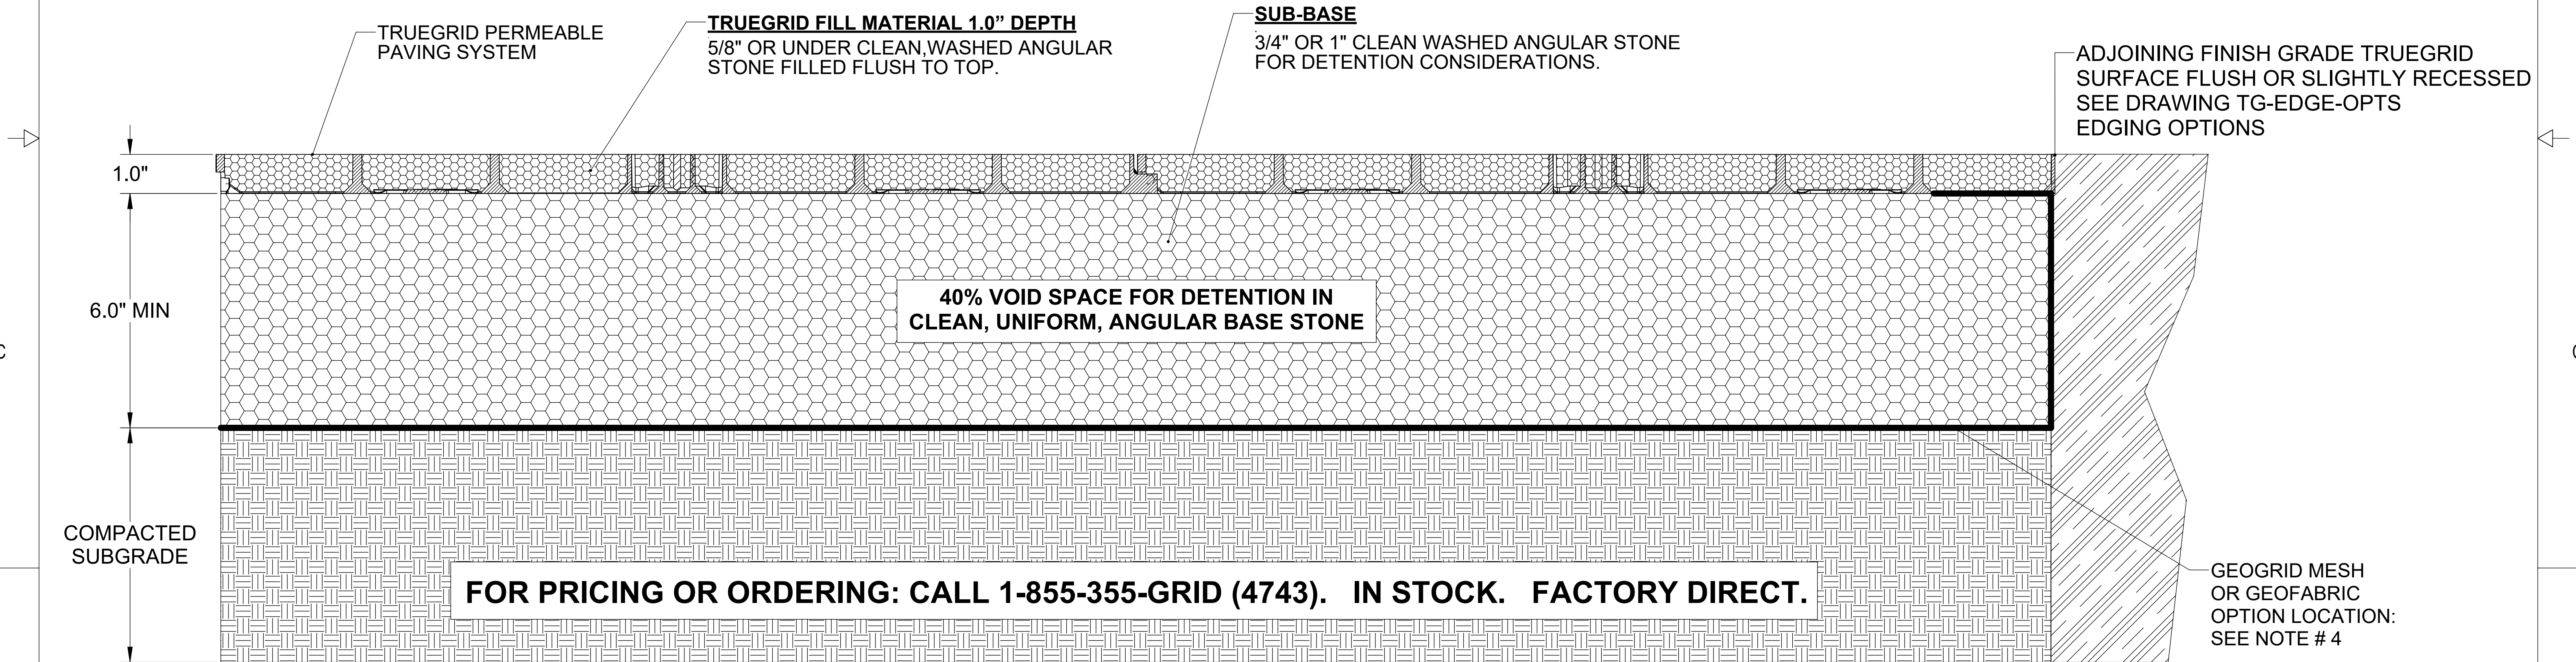 TRUEGRID PERMEABLE
PAVING SYSTEM
TRUEGRID FILL MATERIAL 1.0” DEPTH
5/8" OR UNDER CLEAN,WASHED ANGULAR
STONE FILLED FLUSH TO TOP.
SUB-BASE
3/4" OR 1" CLEAN WASHED ANGULAR STONE
FOR DETENTION CONSIDERATIONS.
ADJOINING FINISH GRADE TRUEGRID
SURFACE FLUSH OR SLIGHTLY RECESSED
SEE DRAWING TG-EDGE-OPTS
EDGING OPTIONS
1.0"
6.0" MIN
40% VOID SPACE FOR DETENTION IN
CLEAN, UNIFORM, ANGULAR BASE STONE
COMPACTED
SUBGRADE
FOR PRICING OR ORDERING: CALL 1-855-355-GRID (4743). IN STOCK. FACTORY DIRECT.
GEOGRID MESH
OR GEOFABRIC
OPTION LOCATION:
SEE NOTE # 4